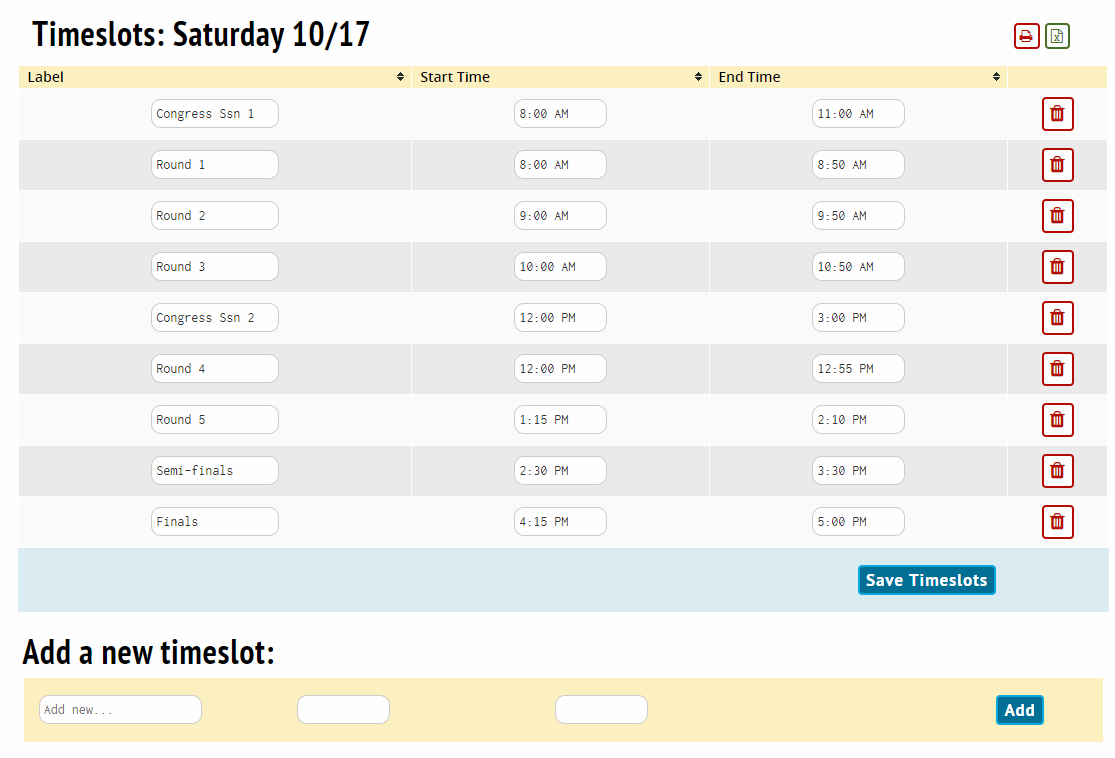 Timeslots: Saturday 10/17
Label Start Time End Time
Congress Ssn 1 8:00 AM 11:00 AM
Round 1 8:00 AM 8:50 AM
Round 2 9:00 AM 9:50 AM
Round 3 10:00 AM 10:50 AM
Congress Ssn 2 12:00 PM 3:00 PM
Round 4 12:00 PM 12:55 PM
Round 5 1:15 PM 2:10 PM
Semi-finals 2:30 PM 3:30 PM
Finals 4:15 PM 5:00 PM
Save Timeslots
Add a new timeslot:
Add new... Add